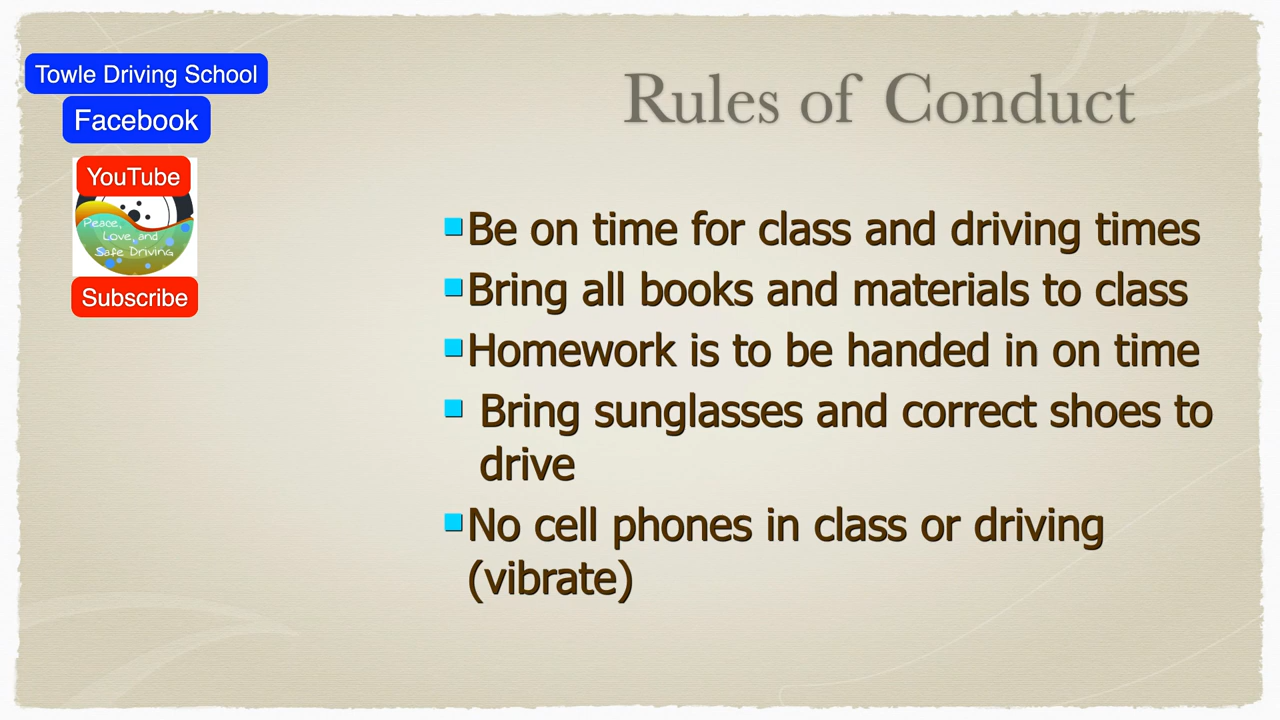 Towle Driving School
Facebook
YouTube
Peace,
Love, and
Safe Driving
Subscribe
Rules of Conduct
Be on time for class and driving times
Bring all books and materials to class
Homework is to be handed in on time
Bring sunglasses and correct shoes to
drive
No cell phones in class or driving
(vibrate)